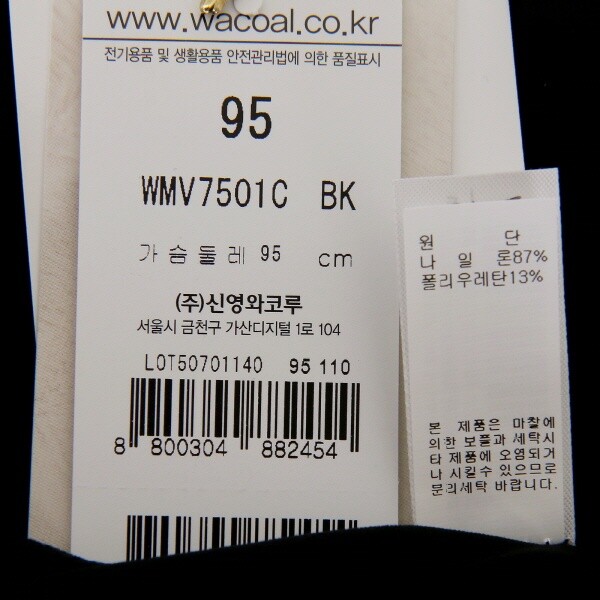 www.wacoal.co.kr
전기용품 및 생활용품 안전관리법에 의한 품질표시
95
WMV7501C BK
가슴둘레 95 cm
(주)신영와코루
서울시 금천구 가산디지털 1로 104
LOT50701140 95 110
8 800304 882454
원 단
나 일 론87%
폴리우레탄13%
본 제품은 마찰에
의한 보풀과 세탁시
타 제품에 오염되거
나 시킬수 있으므로
분리세탁 바랍니다.